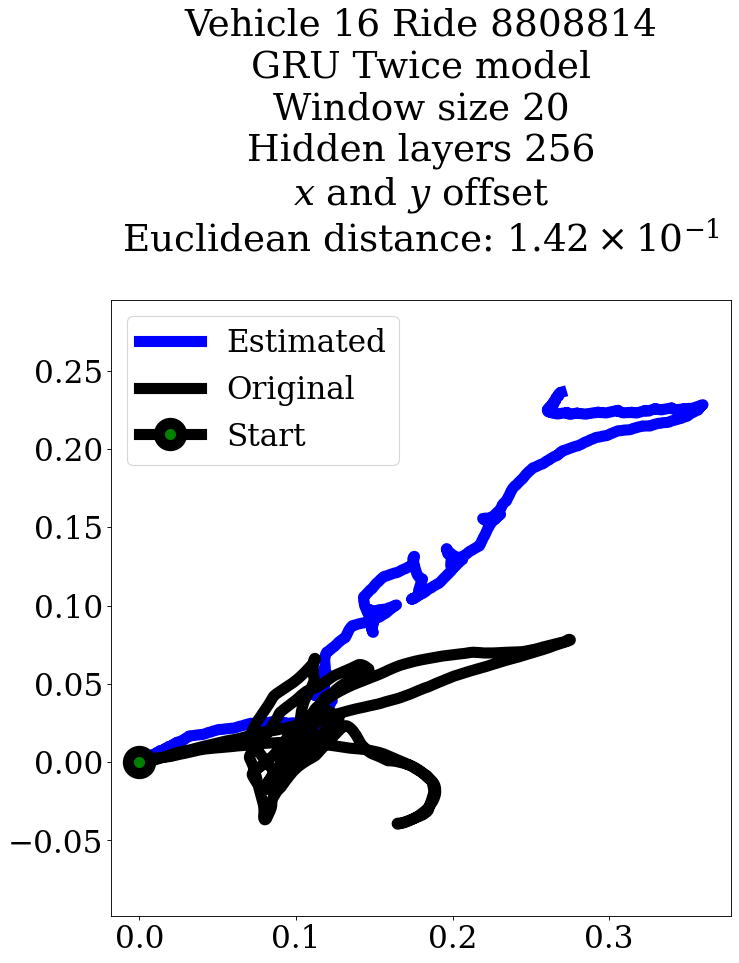 Vehicle 16 Ride 8808814
GRU Twice model
Window size 20
Hidden layers 256
x and y offset
Euclidean distance: 1.42 × 10⁻¹
Estimated
Original
Start
0.25
0.20
0.15
0.10
0.05
0.00
−0.05
0.0 0.1 0.2 0.3